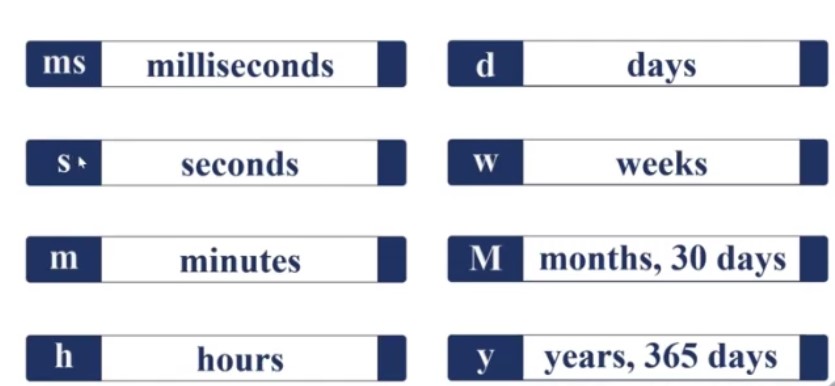 ms milliseconds
s seconds
m minutes
h hours
d days
w weeks
M months, 30 days
y years, 365 days